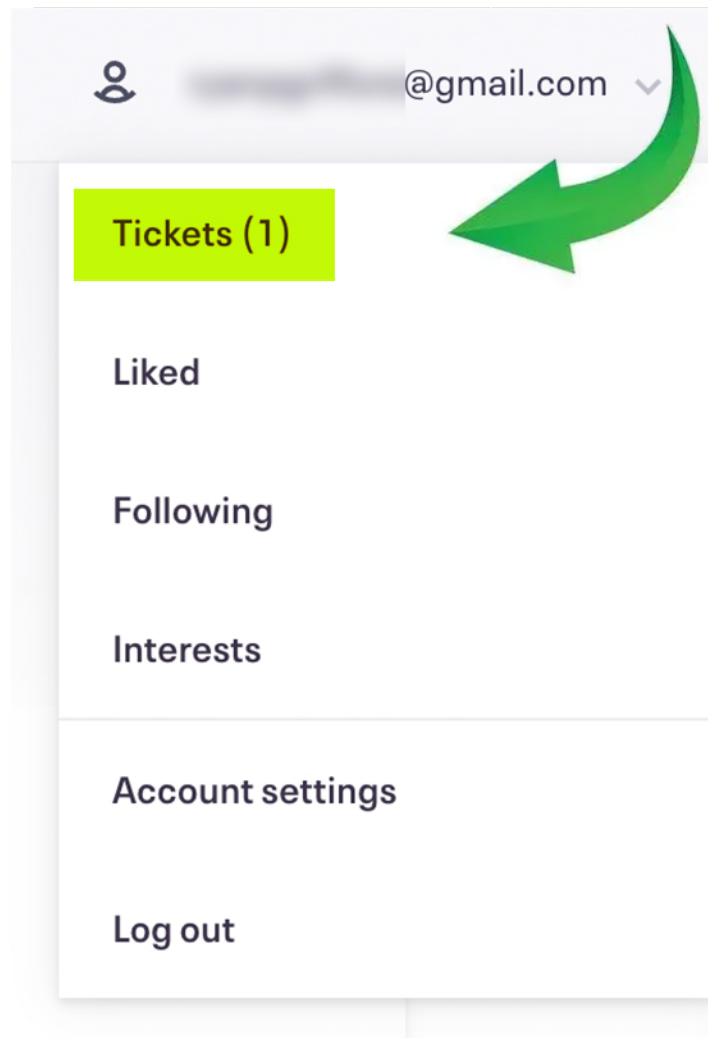 @gmail.com
Tickets (1)
Liked
Following
Interests
Account settings
Log out